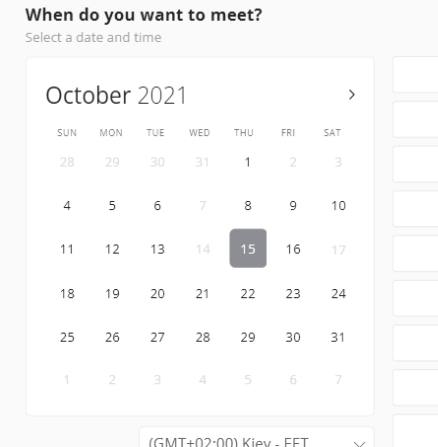 When do you want to meet?
Select a date and time
October 2021
SUN MON TUE WED THU FRI SAT
28 29 30 31 1 2 3
4 5 6 7 8 9 10
11 12 13 14 15 16 17
18 19 20 21 22 23 24
25 26 27 28 29 30 31
1 2 3 4 5 6 7
(GMT+02:00) Kiev - EET